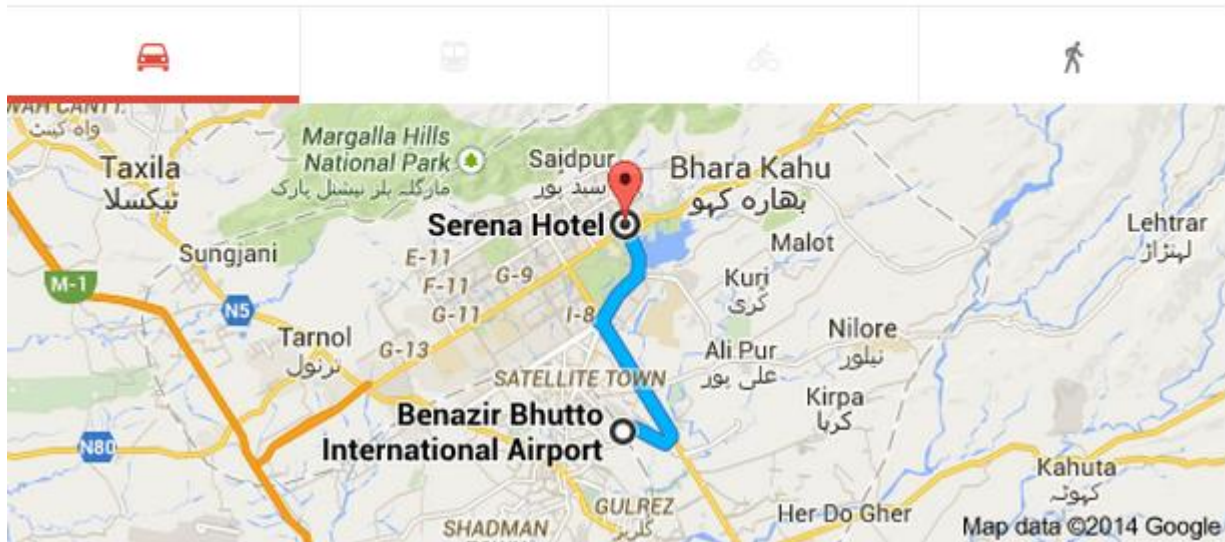 WAH CANTT.
واه کینٹ
Taxila
ٹیکسلا
Margalla Hills
National Park
مارگلہ ہلز نیشنل پارک
Saidpur
سید پور
Bhara Kahu
بھارہ کہو
Serena Hotel
Lehtrar
لہتراڑ
Malot
Sungjani
E-11
G-9
F-11
M-1
Kuri
کُری
N5
G-11
I-8
Nilore
نیلور
Tarnol
ترنول
G-13
Ali Pur
علی پور
SATELLITE TOWN
Kirpa
کرپا
Benazir Bhutto
International Airport
N80
Kahuta
کہوٹہ
GULREZ
گلریز
Her Do Gher
SHADMAN
Map data ©2014 Google